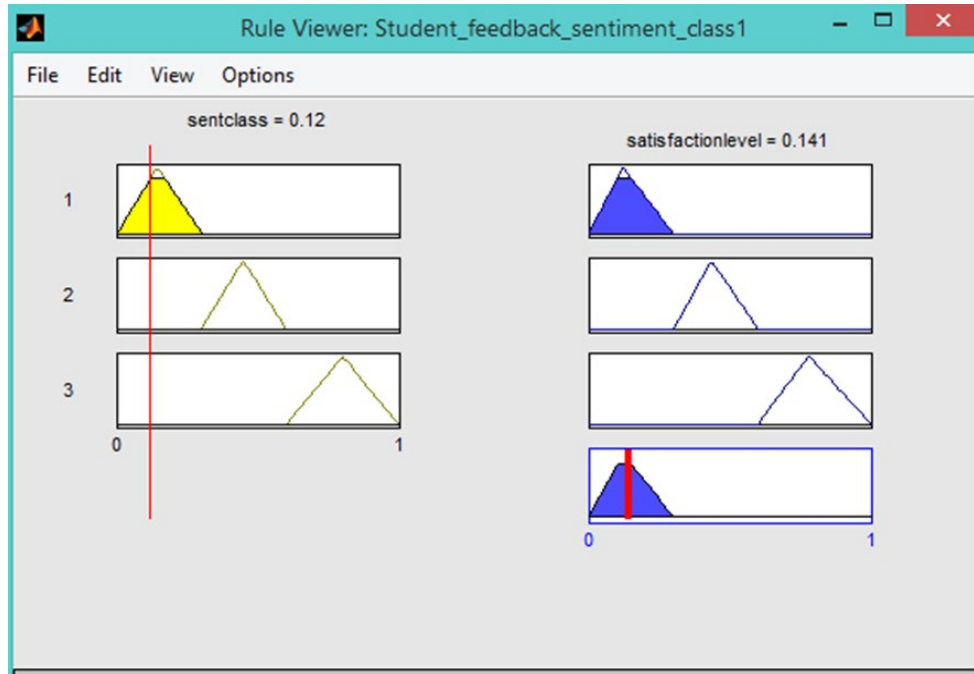 Rule Viewer: Student_feedback_sentiment_class1
File Edit View Options
sentclass = 0.12
satisfactionlevel = 0.141
1
2
3
0 1
0 1